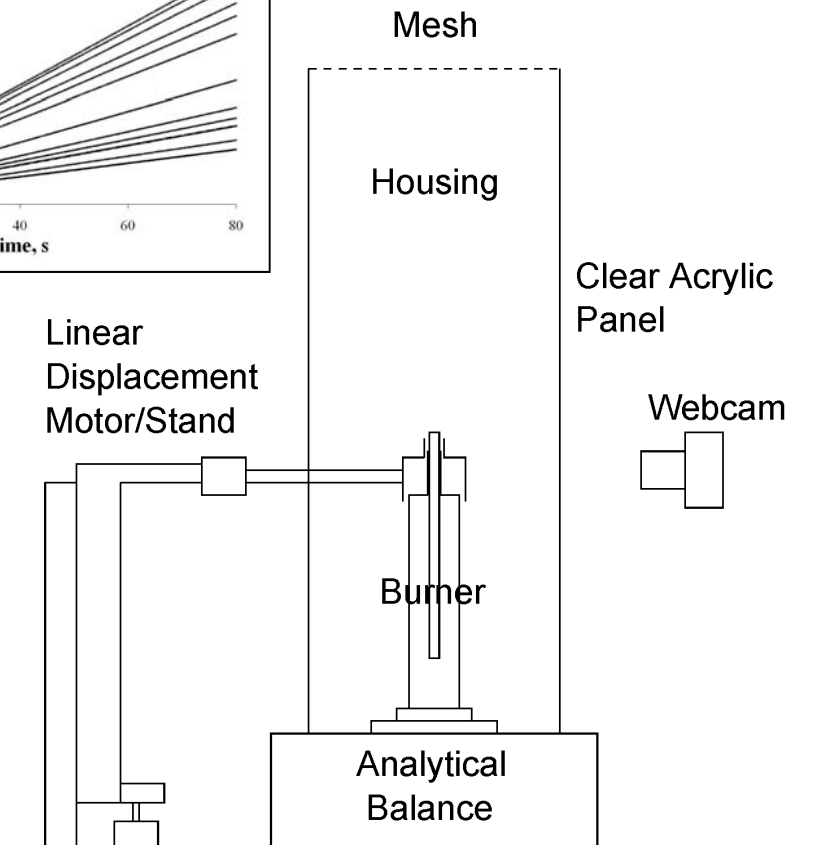 Mesh
Housing
40 60 80
ime, s
Clear Acrylic
Panel
Linear
Displacement
Motor/Stand
Webcam
Burner
Analytical
Balance